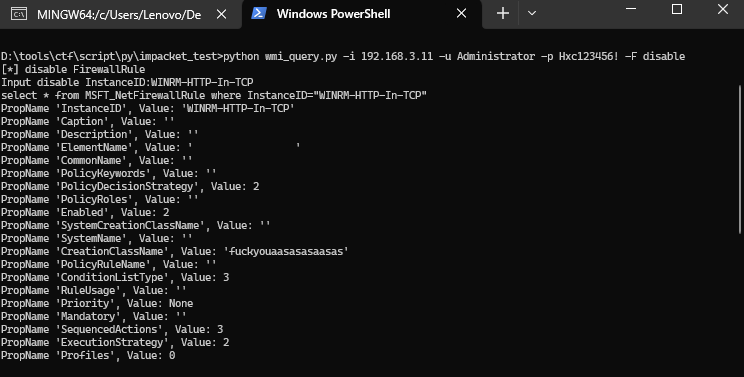 MINGW64:/c/Users/Lenovo/De
Windows PowerShell
D:\tools\ctf\script\py\impacket_test>python wmi_query.py -i 192.168.3.11 -u Administrator -p Hxc123456! -F disable
[*] disable FirewallRule
Input disable InstanceID:WINRM-HTTP-In-TCP
select * from MSFT_NetFirewallRule where InstanceID="WINRM-HTTP-In-TCP"
PropName 'InstanceID', Value: 'WINRM-HTTP-In-TCP'
PropName 'Caption', Value: ''
PropName 'Description', Value: ''
PropName 'ElementName', Value: '                '
PropName 'CommonName', Value: ''
PropName 'PolicyKeywords', Value: ''
PropName 'PolicyDecisionStrategy', Value: 2
PropName 'PolicyRoles', Value: ''
PropName 'Enabled', Value: 2
PropName 'SystemCreationClassName', Value: ''
PropName 'SystemName', Value: ''
PropName 'CreationClassName', Value: 'fuckyouaasasasaasas'
PropName 'PolicyRuleName', Value: ''
PropName 'ConditionListType', Value: 3
PropName 'RuleUsage', Value: ''
PropName 'Priority', Value: None
PropName 'Mandatory', Value: ''
PropName 'SequencedActions', Value: 3
PropName 'ExecutionStrategy', Value: 2
PropName 'Profiles', Value: 0